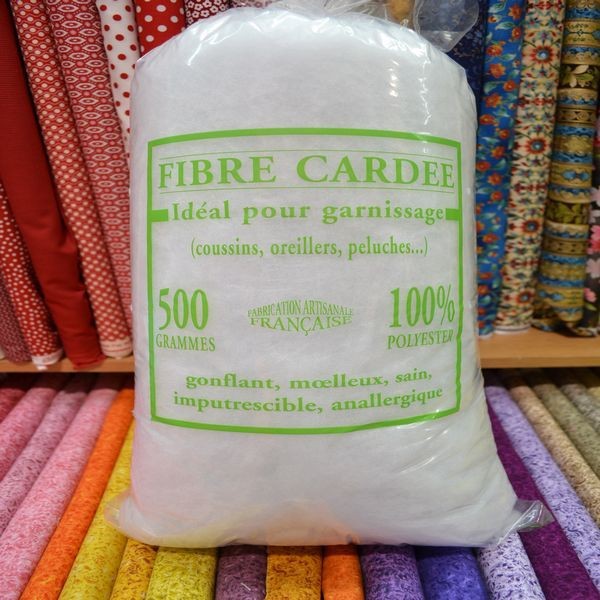 FIBRE CARDEE
Idéal pour garnissage
(coussins, oreillers, peluches...)
500
GRAMMES
FABRICATION ARTISANALE
FRANÇAISE
100%
POLYESTER
gonflant, mœlleux, sain,
imputrescible, anallergique